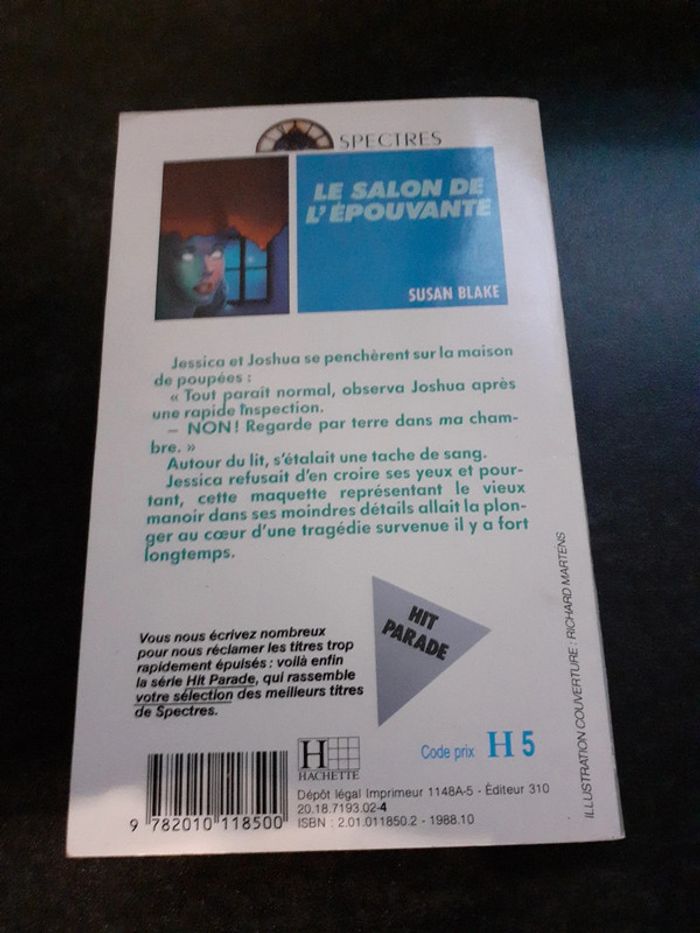 SPECTRES
LE SALON DE
L'ÉPOUVANTE
SUSAN BLAKE
Jessica et Joshua se penchèrent sur la maison
de poupées :
« Tout paraît normal, observa Joshua après
une rapide inspection.
– NON! Regarde par terre dans ma cham-
bre. »
Autour du lit, s'étalait une tache de sang.
Jessica refusait d'en croire ses yeux et pour-
tant, cette maquette représentant le vieux
manoir dans ses moindres détails allait la plon-
ger au cœur d'une tragédie survenue il y a fort
longtemps.
HIT
PARADE
Vous nous écrivez nombreux
pour nous réclamer les titres trop
rapidement épuisés : voilà enfin
la série Hit Parade, qui rassemble
votre sélection des meilleurs titres
de Spectres.
Code prix H 5
H
HACHETTE
Dépôt légal Imprimeur 1148A-5 - Éditeur 310
20.18.7193.02-4
ISBN : 2.01.011850.2 - 1988.10
9 782010 118500
ILLUSTRATION COUVERTURE : RICHARD MARTENS